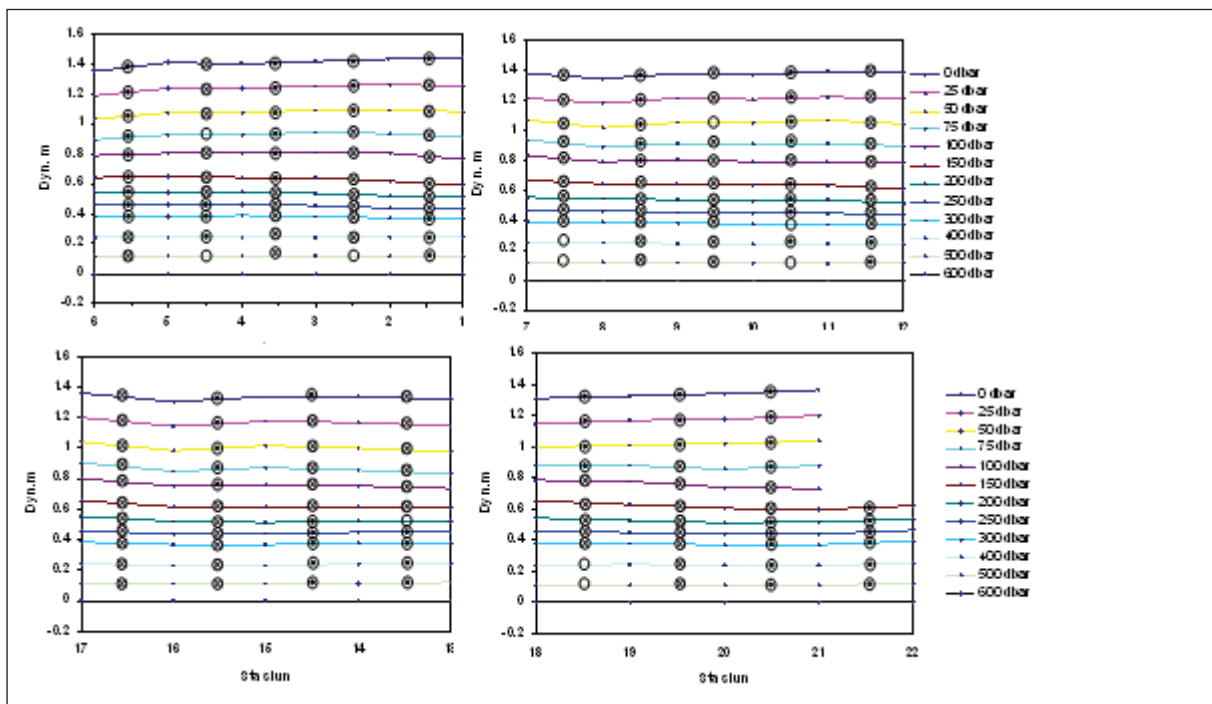 1.6
1.4
1.2
1
0.8
0.6
0.4
0.2
0
-0.2
Dyn. m
6 5 4 3 2 1
1.6
1.4
1.2
1
0.8
0.6
0.4
0.2
0
-0.2
Dyn. m
7 8 9 10 11 12
0 dbar
25 dbar
50 dbar
75 dbar
100 dbar
150 dbar
200 dbar
250 dbar
300 dbar
400 dbar
500 dbar
600 dbar
1.6
1.4
1.2
1
0.8
0.6
0.4
0.2
0
-0.2
Dyn.m
17 16 15 14
Stasiun
1.6
1.4
1.2
1
0.8
0.6
0.4
0.2
0
-0.2
Dyn.m
18 19 20 21 22
Stasiun
0 dbar
25 dbar
50 dbar
75 dbar
100 dbar
150 dbar
200 dbar
250 dbar
300 dbar
400 dbar
500 dbar
600 dbar